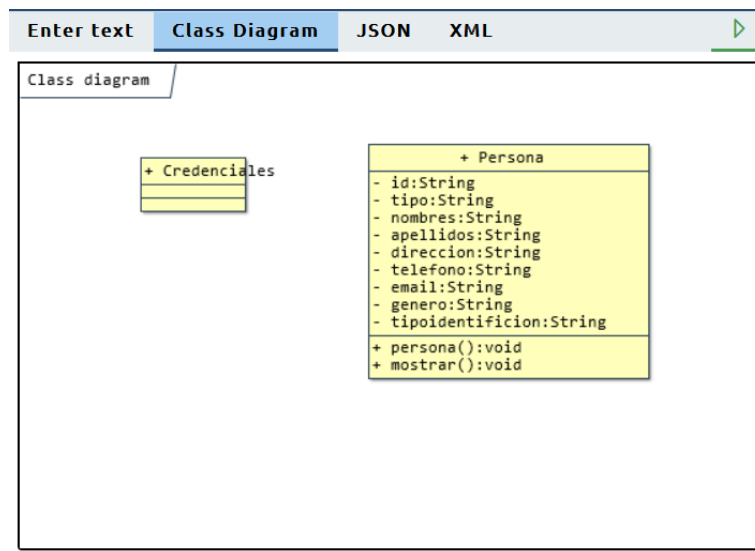 Enter text Class Diagram JSON XML
Class diagram
+ Credenciales
+ Persona
- id:String
- tipo:String
- nombres:String
- apellidos:String
- direccion:String
- telefono:String
- email:String
- genero:String
- tipoidentificion:String
+ persona():void
+ mostrar():void